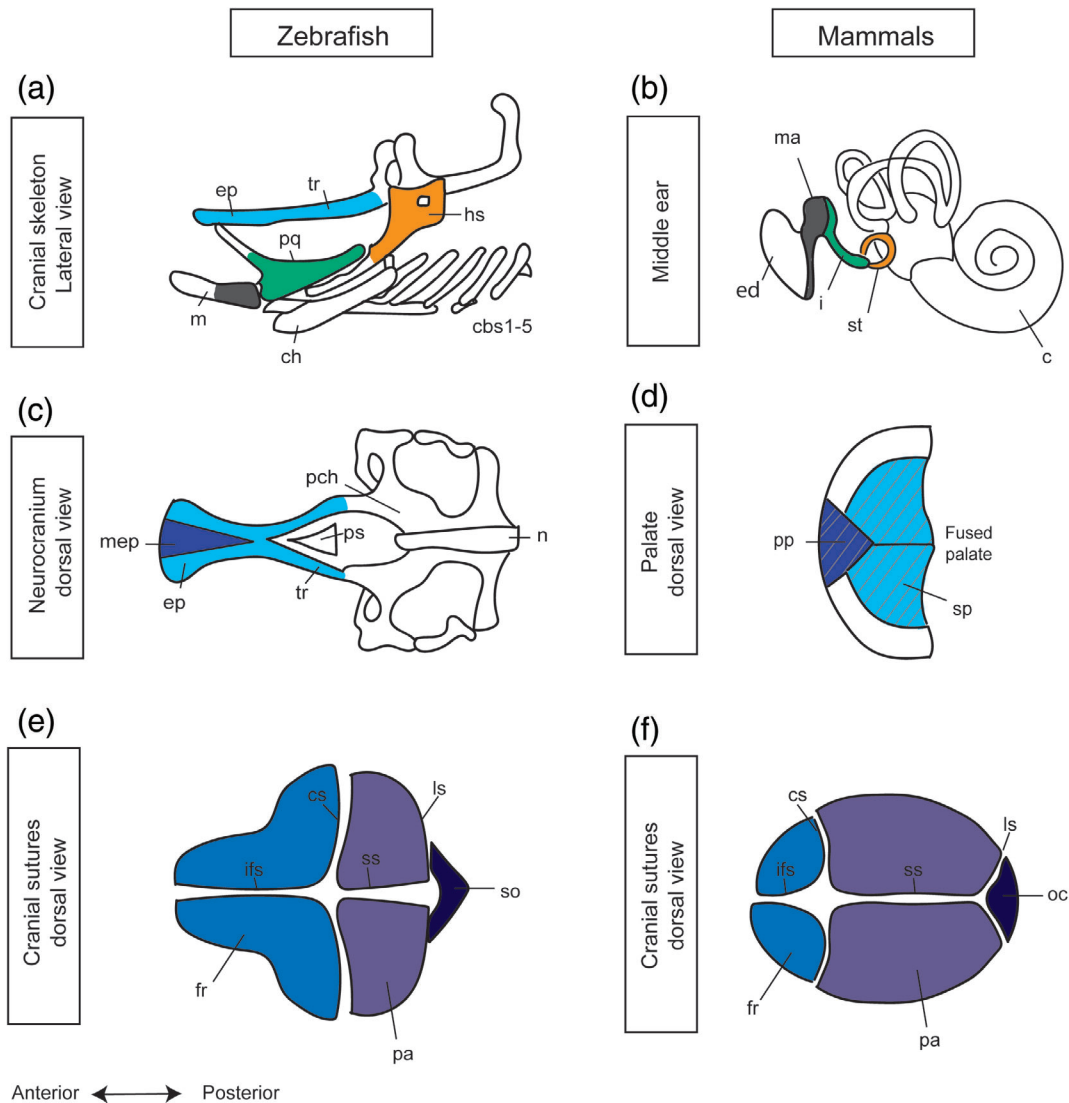 Zebrafish
Mammals
(a)
Cranial skeleton
Lateral view
ep
tr
hs
pq
m
ch
cbs1-5
(b)
Middle ear
ma
ed
i
st
c
(c)
Neurocranium
dorsal view
pch
mep
ps
n
ep
tr
(d)
Palate
dorsal view
pp
Fused
palate
sp
(e)
Cranial sutures
dorsal view
cs
ls
ifs
ss
so
fr
pa
(f)
Cranial sutures
dorsal view
cs
ls
ifs
ss
oc
fr
pa
Anterior
Posterior